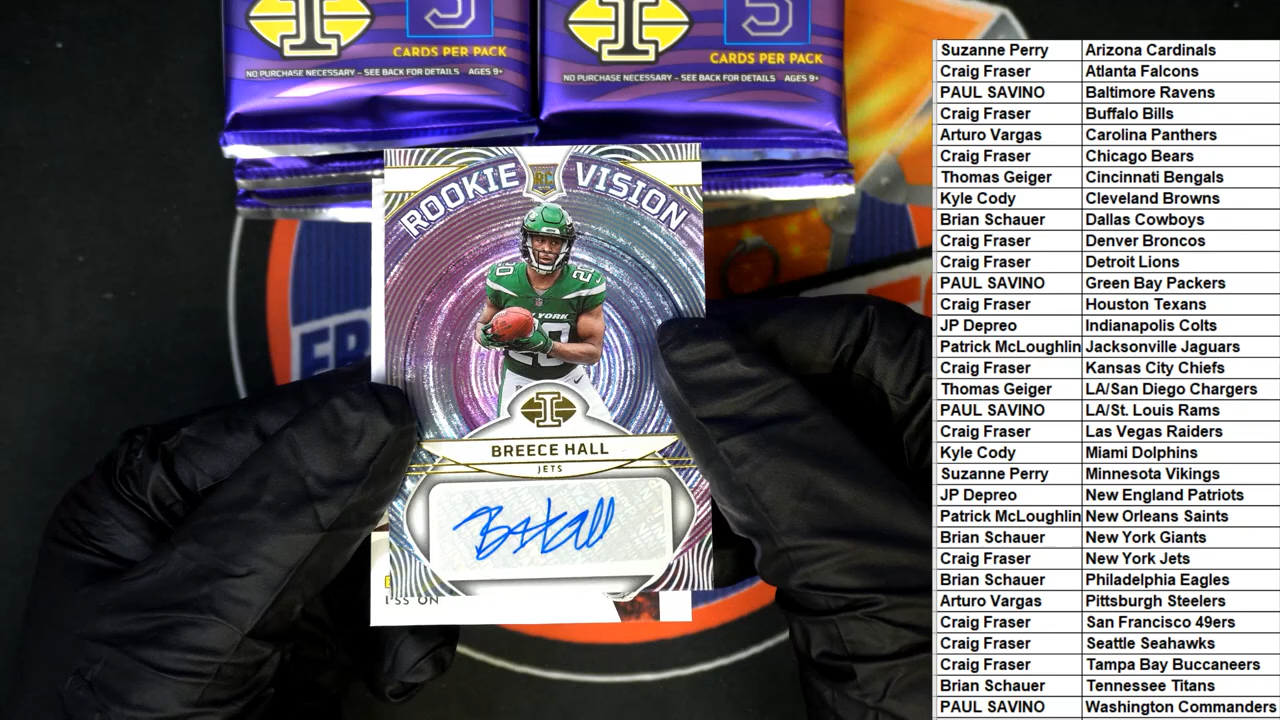 5
5
CARDS PER PACK
CARDS PER PACK
NO PURCHASE NECESSARY – SEE BACK FOR DETAILS AGES 9+
NO PURCHASE NECESSARY – SEE BACK FOR DETAILS AGES 9+
ROOKIE RC VISION
20
YORK
20
I
BREECE HALL
JETS
B Hall
Suzanne Perry Arizona Cardinals
Craig Fraser Atlanta Falcons
PAUL SAVINO Baltimore Ravens
Craig Fraser Buffalo Bills
Arturo Vargas Carolina Panthers
Craig Fraser Chicago Bears
Thomas Geiger Cincinnati Bengals
Kyle Cody Cleveland Browns
Brian Schauer Dallas Cowboys
Craig Fraser Denver Broncos
Craig Fraser Detroit Lions
PAUL SAVINO Green Bay Packers
Craig Fraser Houston Texans
JP Depreo Indianapolis Colts
Patrick McLoughlin Jacksonville Jaguars
Craig Fraser Kansas City Chiefs
Thomas Geiger LA/San Diego Chargers
PAUL SAVINO LA/St. Louis Rams
Craig Fraser Las Vegas Raiders
Kyle Cody Miami Dolphins
Suzanne Perry Minnesota Vikings
JP Depreo New England Patriots
Patrick McLoughlin New Orleans Saints
Brian Schauer New York Giants
Craig Fraser New York Jets
Brian Schauer Philadelphia Eagles
Arturo Vargas Pittsburgh Steelers
Craig Fraser San Francisco 49ers
Craig Fraser Seattle Seahawks
Craig Fraser Tampa Bay Buccaneers
Brian Schauer Tennessee Titans
PAUL SAVINO Washington Commanders